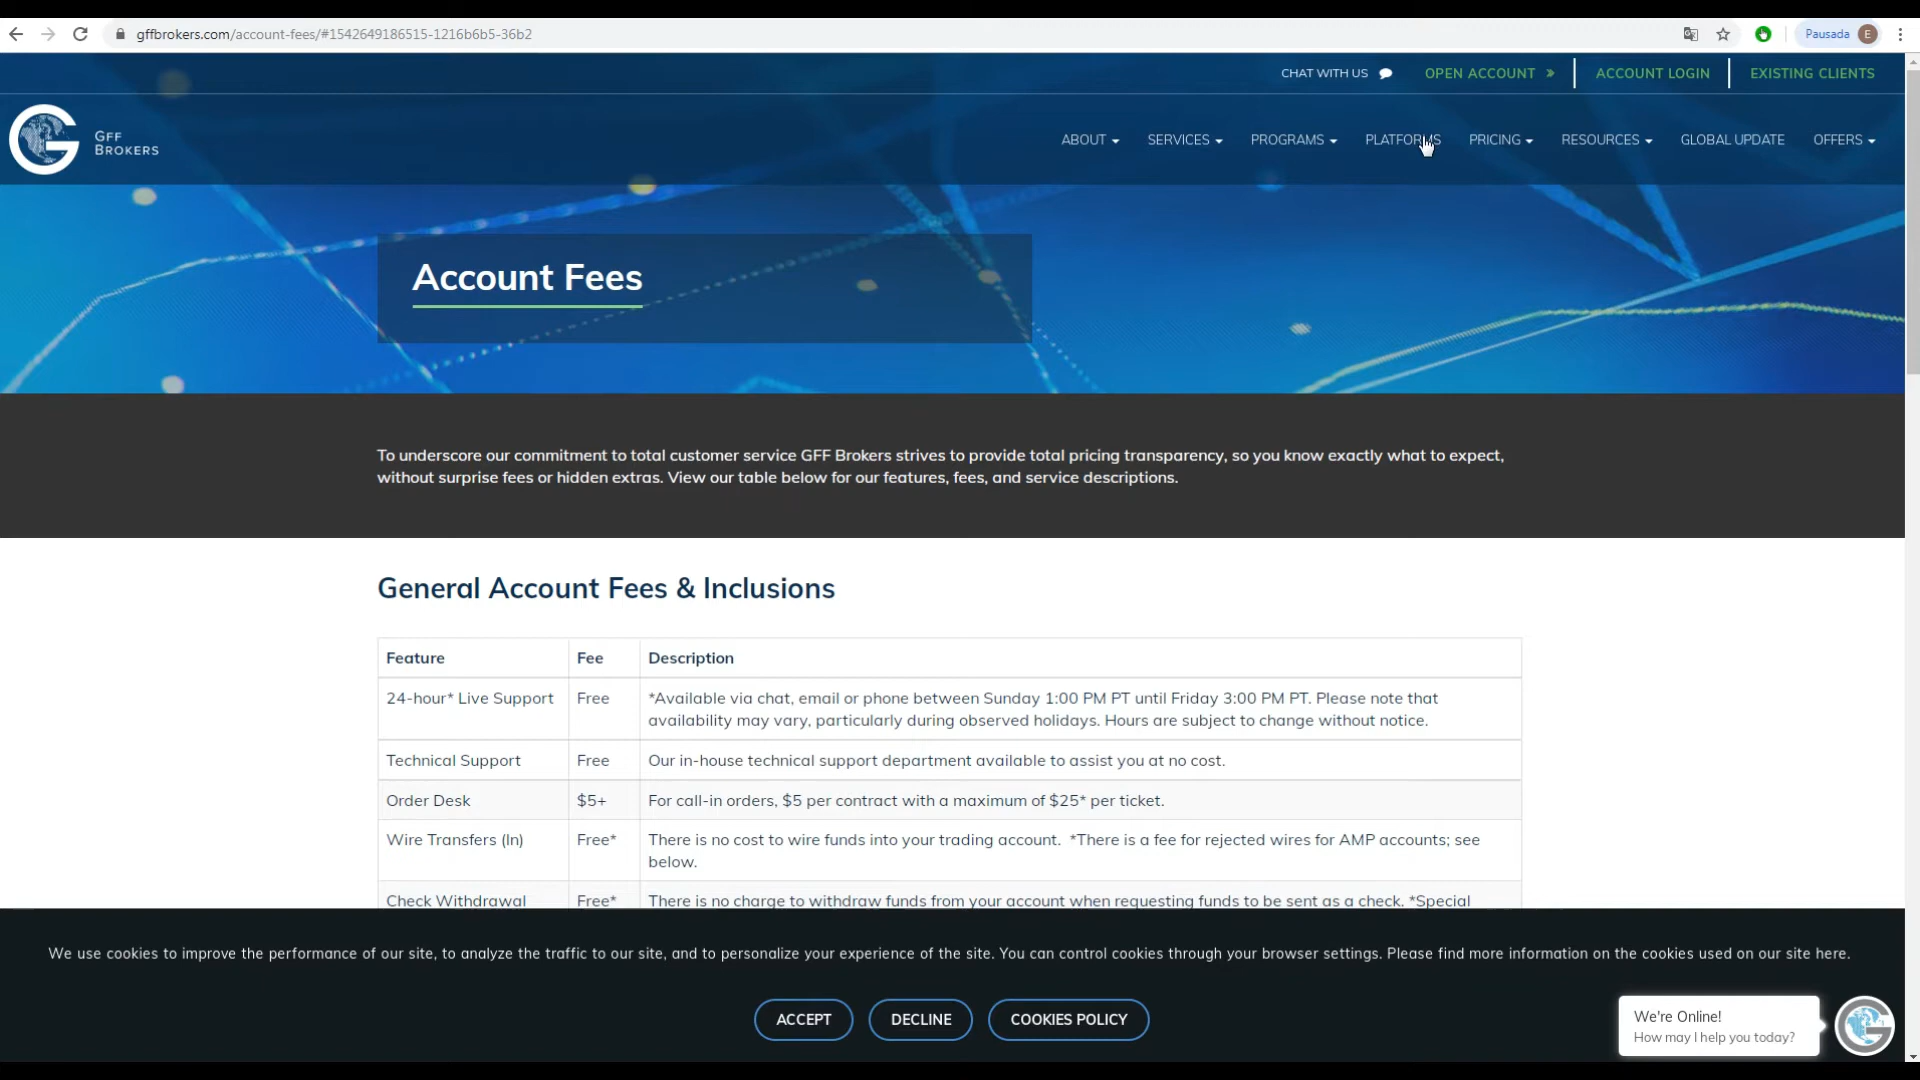 gffbrokers.com/account-fees/#1542649186515-1216b6b5-36b2
Pausada E
CHAT WITH US OPEN ACCOUNT » ACCOUNT LOGIN EXISTING CLIENTS
GFF
BROKERS
ABOUT SERVICES PROGRAMS PLATFORMS PRICING RESOURCES GLOBAL UPDATE OFFERS
Account Fees
To underscore our commitment to total customer service GFF Brokers strives to provide total pricing transparency, so you know exactly what to expect,
without surprise fees or hidden extras. View our table below for our features, fees, and service descriptions.
General Account Fees & Inclusions
Feature Fee Description
24-hour* Live Support Free *Available via chat, email or phone between Sunday 1:00 PM PT until Friday 3:00 PM PT. Please note that
availability may vary, particularly during observed holidays. Hours are subject to change without notice.
Technical Support Free Our in-house technical support department available to assist you at no cost.
Order Desk $5+ For call-in orders, $5 per contract with a maximum of $25* per ticket.
Wire Transfers (In) Free* There is no cost to wire funds into your trading account. *There is a fee for rejected wires for AMP accounts; see
below.
Check Withdrawal Free* There is no charge to withdraw funds from your account when requesting funds to be sent as a check. *Special
We use cookies to improve the performance of our site, to analyze the traffic to our site, and to personalize your experience of the site. You can control cookies through your browser settings. Please find more information on the cookies used on our site here.
ACCEPT DECLINE COOKIES POLICY
We're Online!
How may I help you today?